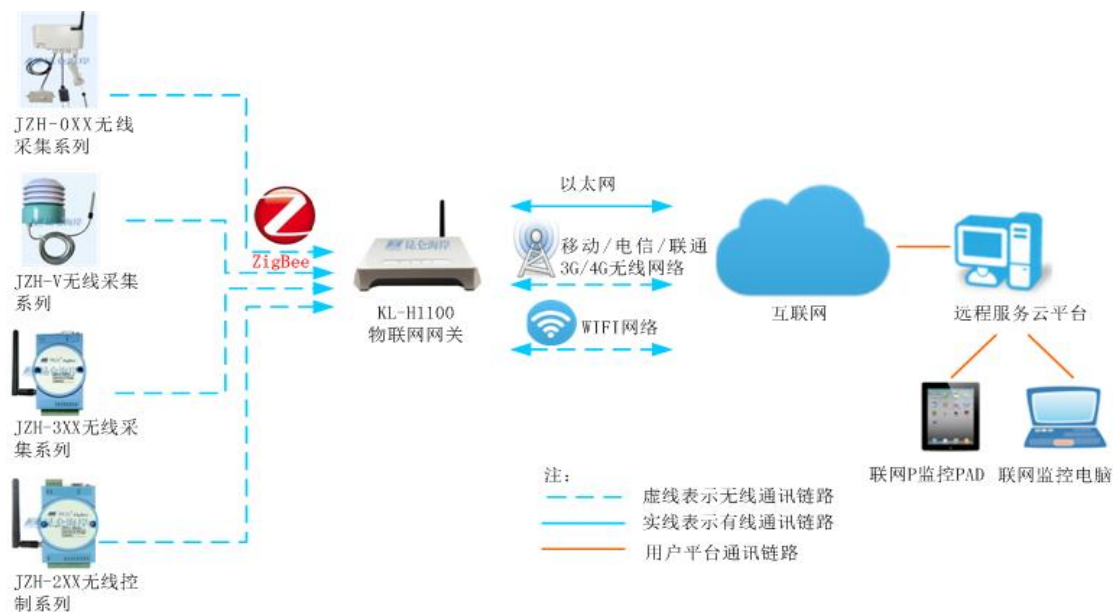 JZH-0XX无线
采集系列
JZH-V无线采集
系列
JZH-3XX无线采
集系列
JZH-2XX无线控
制系列
Z
ZigBee
昆仑海岸
KL-H1100
物联网网关
以太网
移动/电信/联通
3G/4G无线网络
WIFI网络
互联网
远程服务云平台
联网P监控PAD
联网监控电脑
注:
虚线表示无线通讯链路
实线表示有线通讯链路
用户平台通讯链路